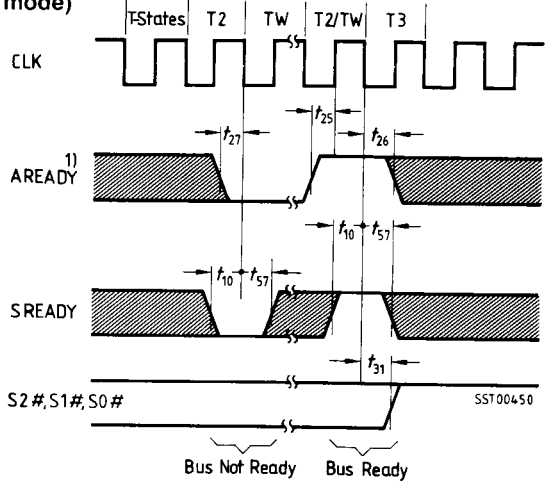 mode)
T-States T2 TW T2/TW T3
CLK
t25
t27 t26
1)
AREADY
t10 t57
t10 t57
SREADY
t31
S2#,S1#,S0# SST00450
Bus Not Ready Bus Ready